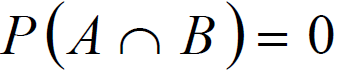 P(A ∩ B) = 0